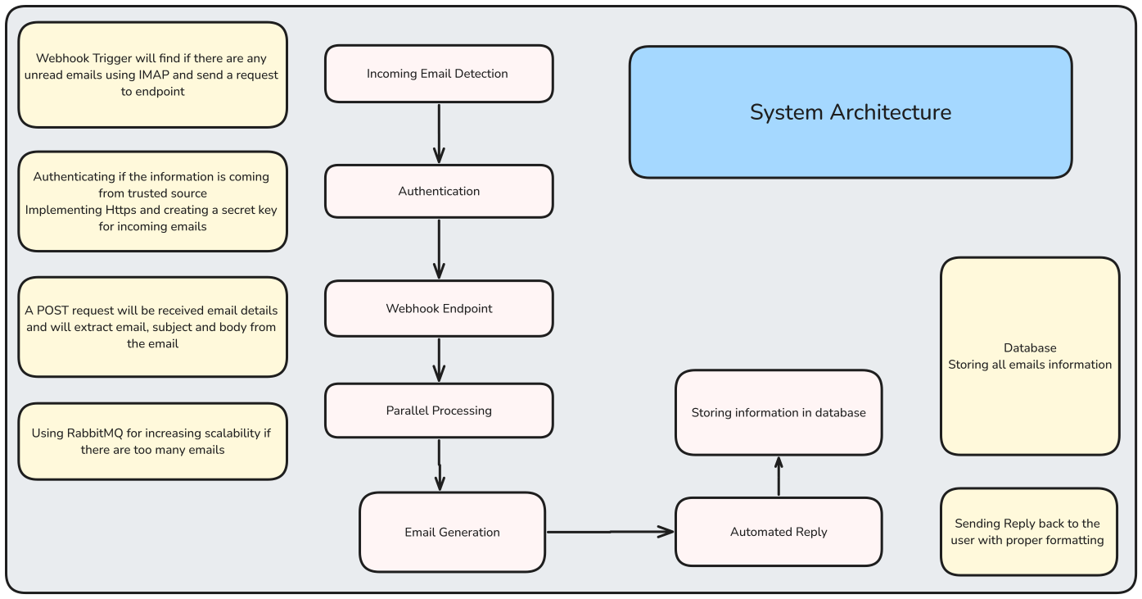 Webhook Trigger will find if there are any
unread emails using IMAP and send a request
to endpoint
Incoming Email Detection
System Architecture
Authenticating if the information is coming
from trusted source
Implementing Https and creating a secret key
for incoming emails
Authentication
A POST request will be received email details
and will extract email, subject and body from
the email
Webhook Endpoint
Database
Storing all emails information
Using RabbitMQ for increasing scalability if
there are too many emails
Parallel Processing
Storing information in database
Email Generation
Automated Reply
Sending Reply back to the
user with proper formatting